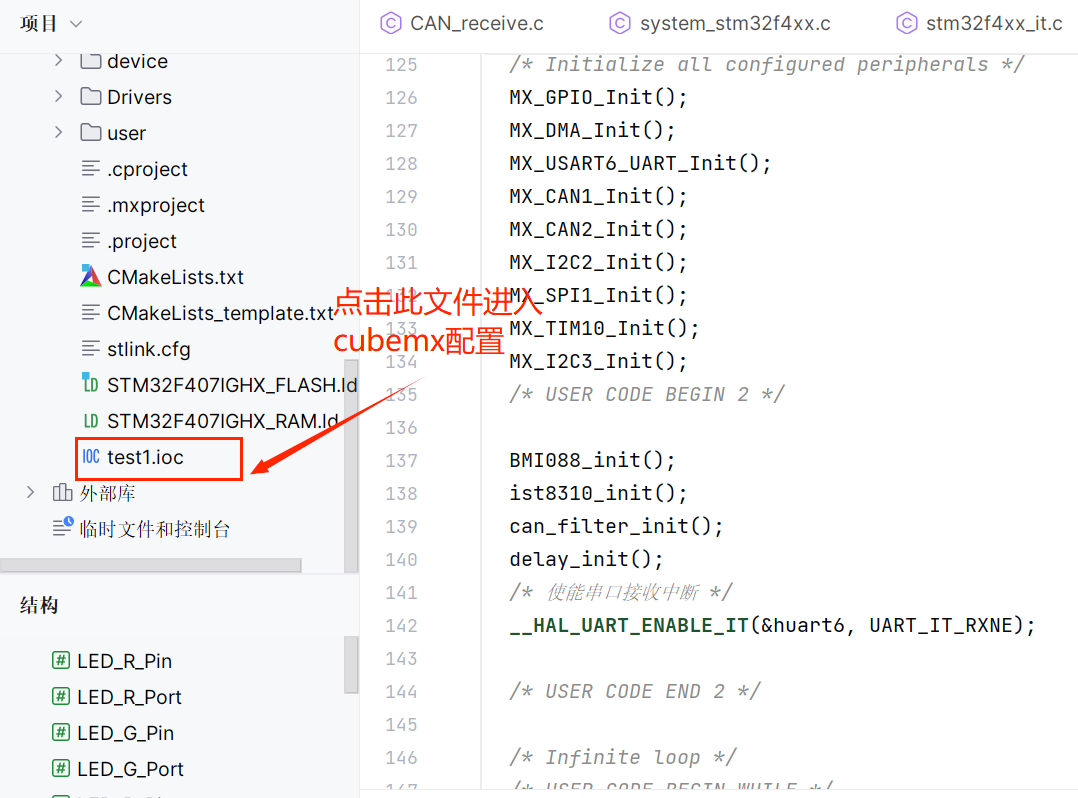 项目
CAN_receive.c
system_stm32f4xx.c
stm32f4xx_it.c
device
Drivers
user
.cproject
.mxproject
.project
CMakeLists.txt
CMakeLists_template.txt
stlink.cfg
STM32F407IGHX_FLASH.ld
STM32F407IGHX_RAM.ld
IOC test1.ioc
外部库
临时文件和控制台
结构
LED_R_Pin
LED_R_Port
LED_G_Pin
LED_G_Port
点击此文件进入
cubemx配置
125 /* Initialize all configured peripherals */
126 MX_GPIO_Init();
127 MX_DMA_Init();
128 MX_USART6_UART_Init();
129 MX_CAN1_Init();
130 MX_CAN2_Init();
131 MX_I2C2_Init();
132 MX_SPI1_Init();
133 MX_TIM10_Init();
134 MX_I2C3_Init();
135 /* USER CODE BEGIN 2 */
136
137 BMI088_init();
138 ist8310_init();
139 can_filter_init();
140 delay_init();
141 /* 使能串口接收中断 */
142 __HAL_UART_ENABLE_IT(&huart6, UART_IT_RXNE);
143
144 /* USER CODE END 2 */
145
146 /* Infinite loop */
147 /* USER CODE BEGIN WHILE */